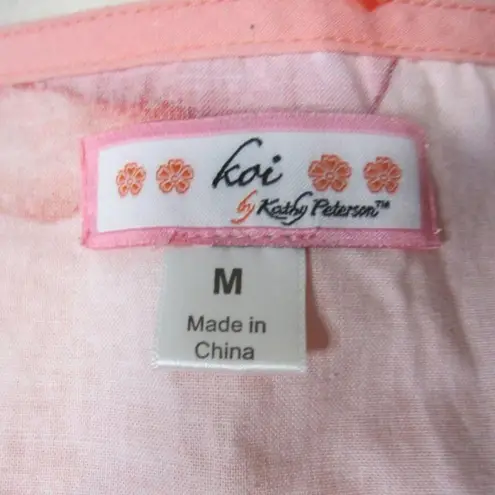 koi
by Kathy Peterson™
M
Made in
China